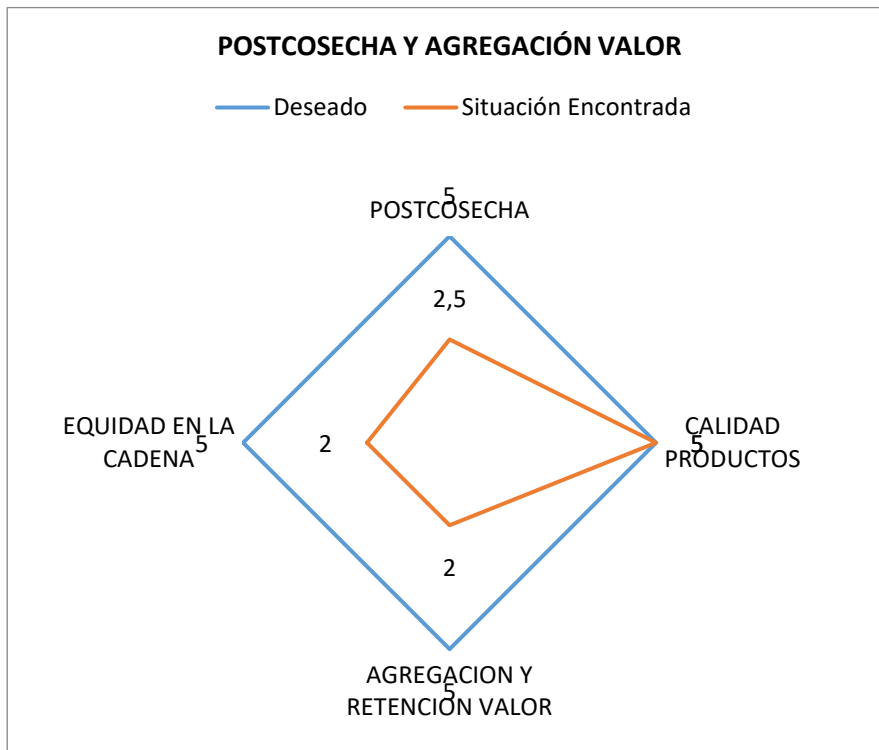 POSTCOSECHA Y AGREGACIÓN VALOR
Deseado
Situación Encontrada
5
POSTCOSECHA
2,5
EQUIDAD EN LA
CADENA
5
2
CALIDAD
PRODUCTOS
5
5
2
AGREGACION Y
RETENCION VALOR
5